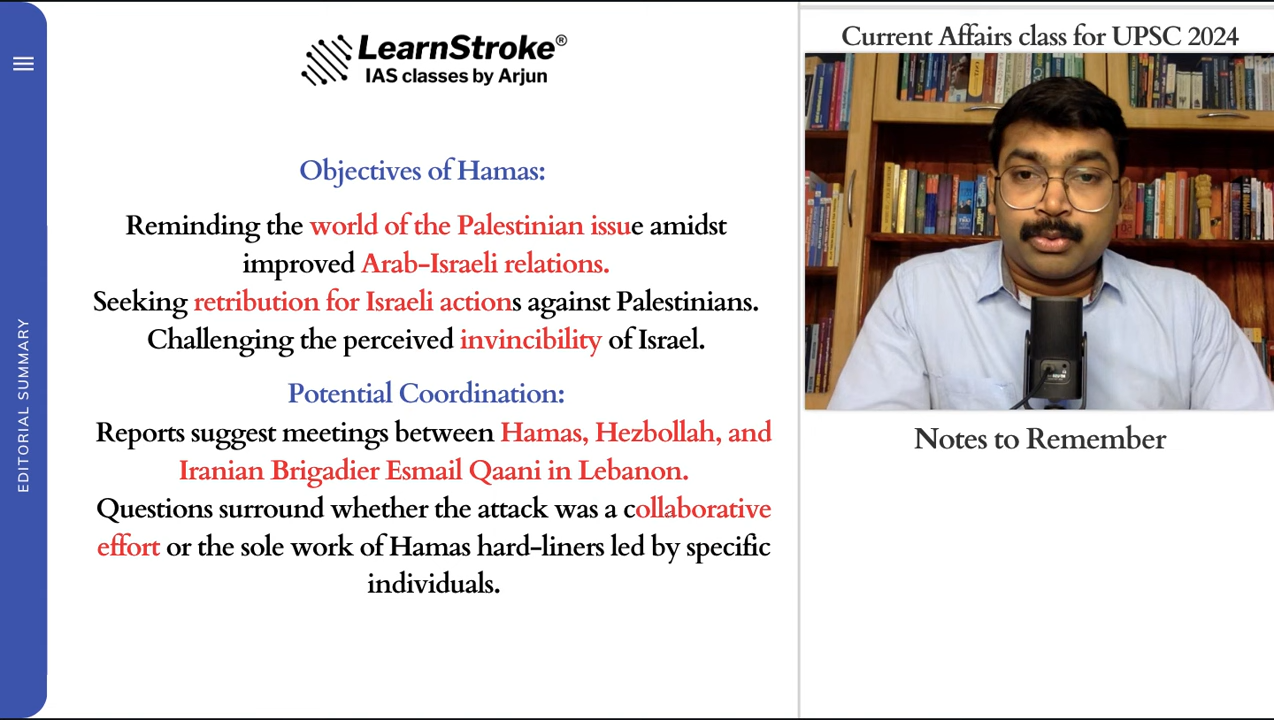 LearnStroke®
IAS classes by Arjun
Objectives of Hamas:
Reminding the world of the Palestinian issue amidst
improved Arab-Israeli relations.
Seeking retribution for Israeli actions against Palestinians.
Challenging the perceived invincibility of Israel.
Potential Coordination:
Reports suggest meetings between Hamas, Hezbollah, and
Iranian Brigadier Esmail Qaani in Lebanon.
Questions surround whether the attack was a collaborative
effort or the sole work of Hamas hard-liners led by specific
individuals.
EDITORIAL SUMMARY
Current Affairs class for UPSC 2024
Notes to Remember